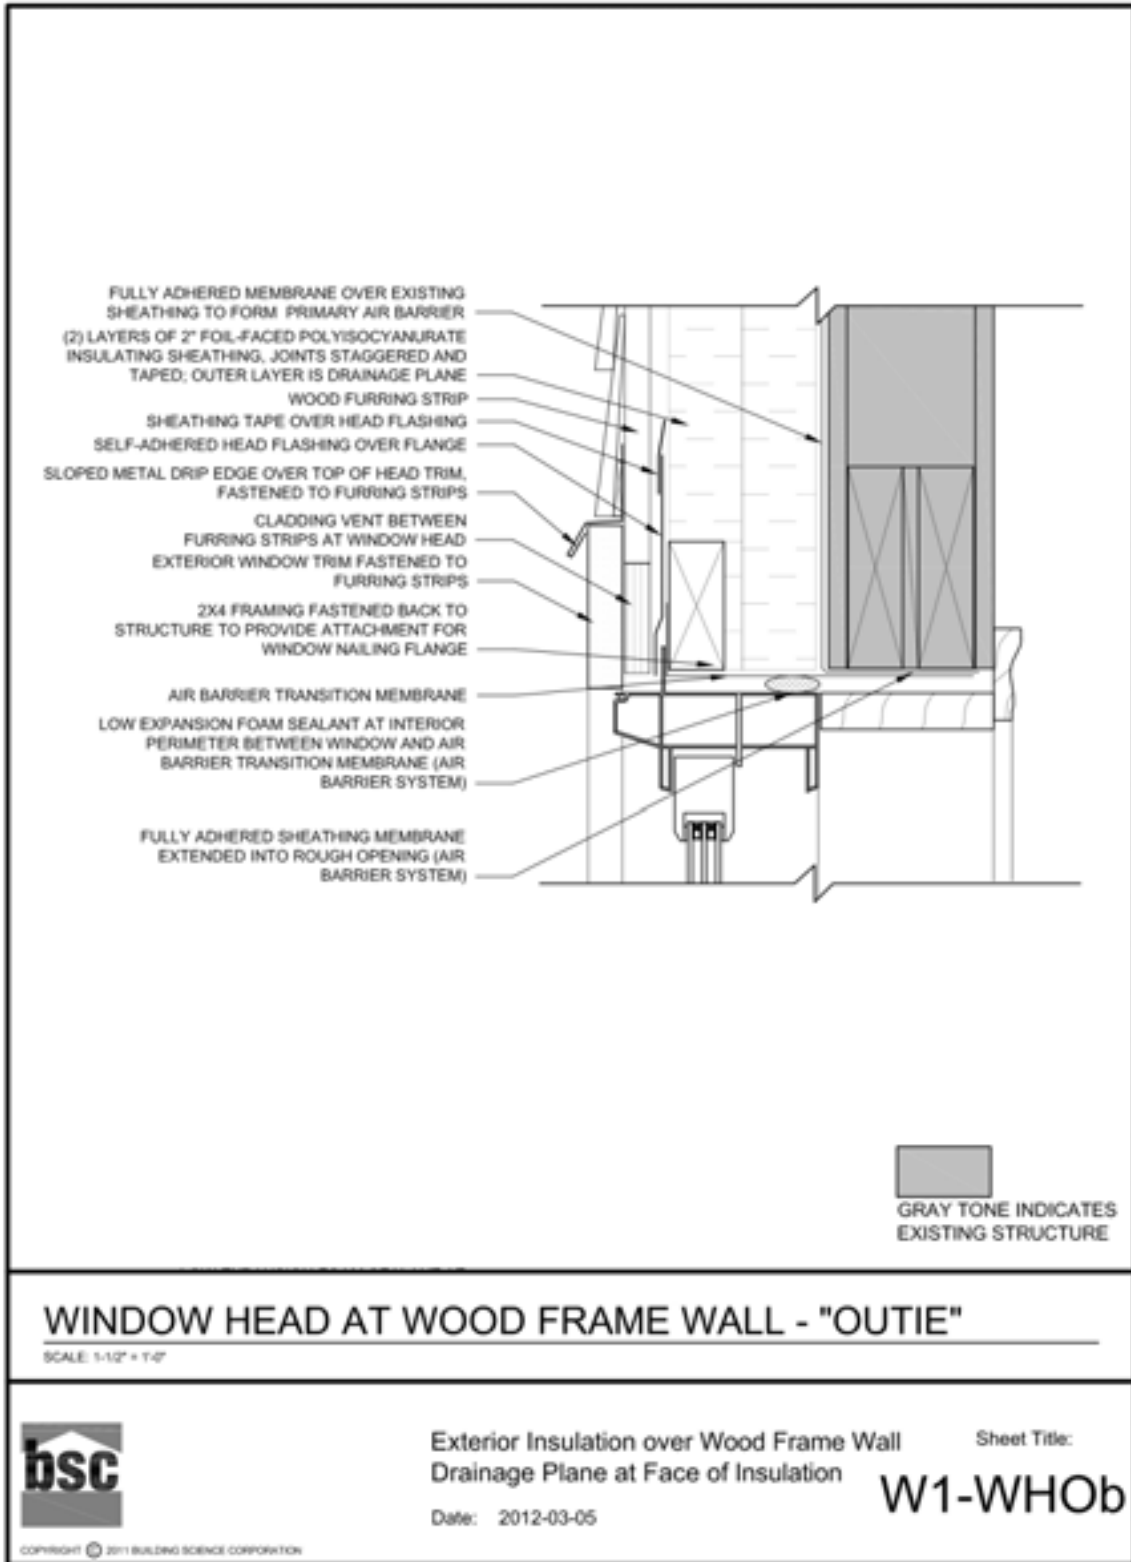 FULLY ADHERED MEMBRANE OVER EXISTING
SHEATHING TO FORM PRIMARY AIR BARRIER
(2) LAYERS OF 2" FOIL-FACED POLYISOCYANURATE
INSULATING SHEATHING, JOINTS STAGGERED AND
TAPED; OUTER LAYER IS DRAINAGE PLANE
WOOD FURRING STRIP
SHEATHING TAPE OVER HEAD FLASHING
SELF-ADHERED HEAD FLASHING OVER FLANGE
SLOPED METAL DRIP EDGE OVER TOP OF HEAD TRIM,
FASTENED TO FURRING STRIPS
CLADDING VENT BETWEEN
FURRING STRIPS AT WINDOW HEAD
EXTERIOR WINDOW TRIM FASTENED TO
FURRING STRIPS
2X4 FRAMING FASTENED BACK TO
STRUCTURE TO PROVIDE ATTACHMENT FOR
WINDOW NAILING FLANGE
AIR BARRIER TRANSITION MEMBRANE
LOW EXPANSION FOAM SEALANT AT INTERIOR
PERIMETER BETWEEN WINDOW AND AIR
BARRIER TRANSITION MEMBRANE (AIR
BARRIER SYSTEM)
FULLY ADHERED SHEATHING MEMBRANE
EXTENDED INTO ROUGH OPENING (AIR
BARRIER SYSTEM)
GRAY TONE INDICATES
EXISTING STRUCTURE
WINDOW HEAD AT WOOD FRAME WALL - "OUTIE"
SCALE: 1-1/2" = 1'-0"
bsc
Exterior Insulation over Wood Frame Wall
Drainage Plane at Face of Insulation
Date: 2012-03-05
Sheet Title:
W1-WHOb
COPYRIGHT © 2011 BUILDING SCIENCE CORPORATION